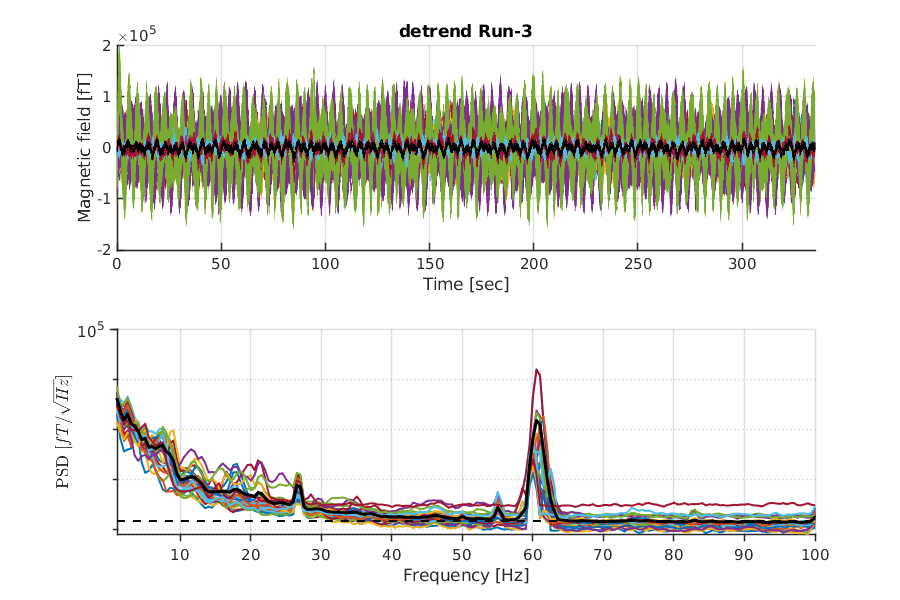 detrend Run-3
×10^5
2
1
0
-1
-2
Magnetic field [fT]
0 50 100 150 200 250 300
Time [sec]
10^5
PSD [fT/√Hz]
10 20 30 40 50 60 70 80 90 100
Frequency [Hz]